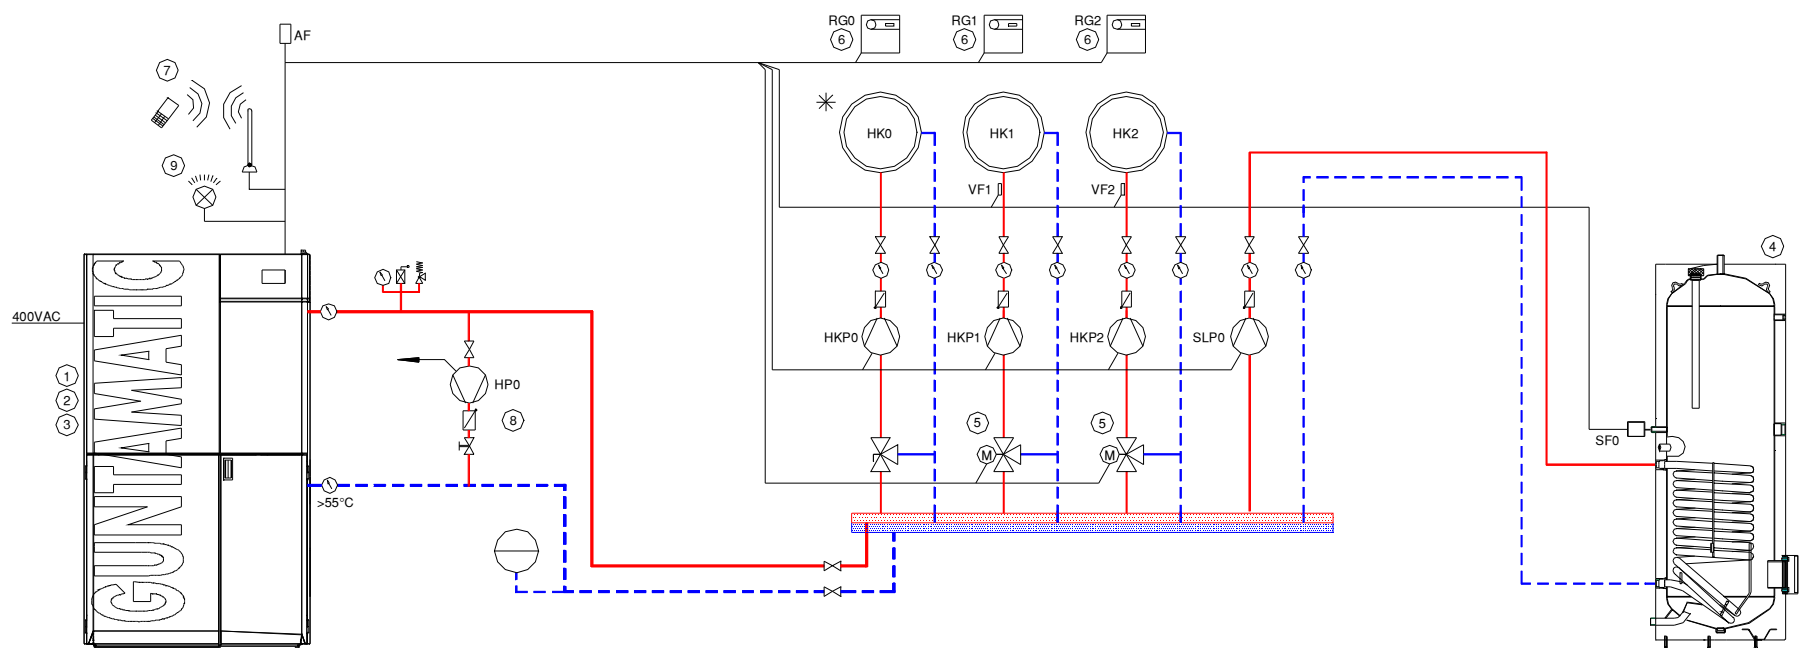 RG0
RG1
RG2
6
6
6
AF
7
HK0
HK1
HK2
9
VF1
VF2
4
GUNTAMATIC
400VAC
HKP0
HKP1
HKP2
SLP0
1
2
3
HP0
8
5
5
SF0
M
M
>55°C